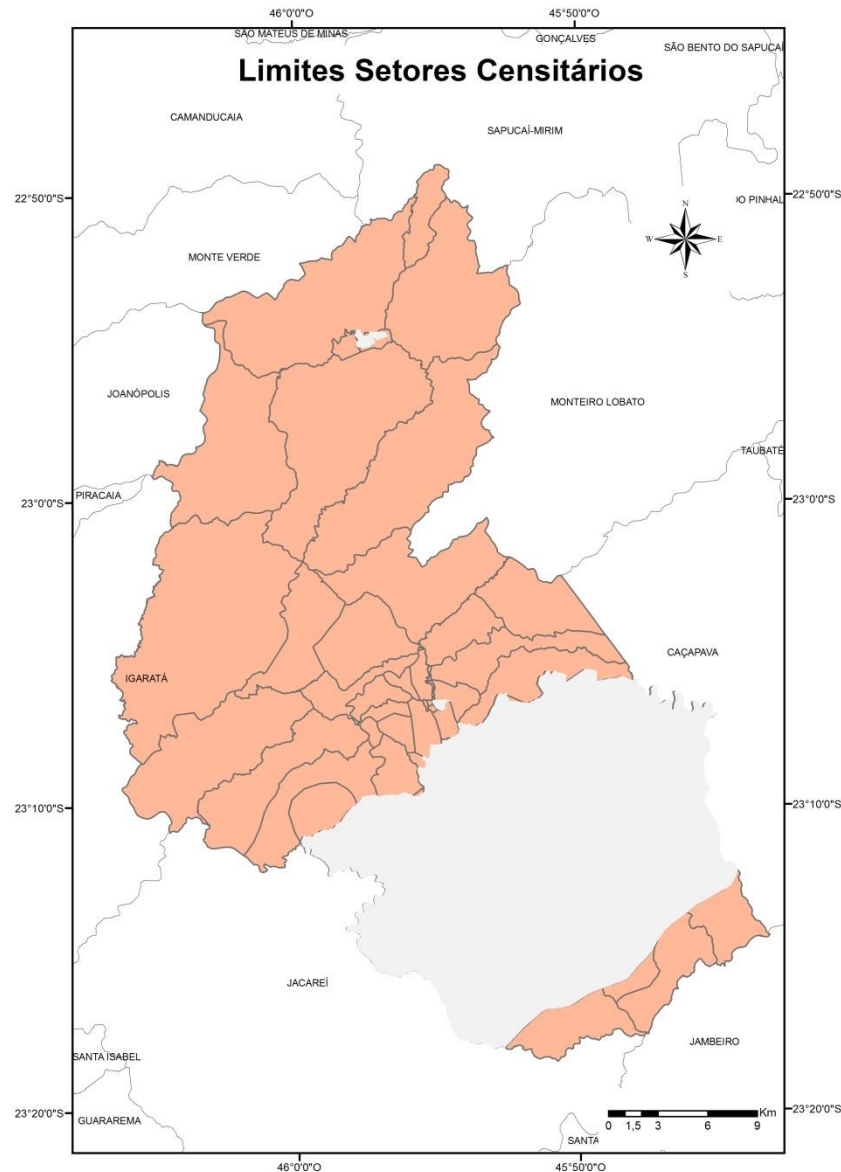 46°0'0"O
45°50'0"O
SÃO MATEUS DE MINAS
GONÇALVES
SÃO BENTO DO SAPUCAÍ
Limites Setores Censitários
CAMANDUCAIA
SAPUCAÍ-MIRIM
22°50'0"S
22°50'0"S
IO PINHAL
N
W
E
S
MONTE VERDE
JOANÓPOLIS
MONTEIRO LOBATO
TAUBATÉ
PIRACAIA
23°0'0"S
23°0'0"S
CAÇAPAVA
IGARATÁ
23°10'0"S
23°10'0"S
JACAREÍ
JAMBEIRO
SANTA ISABEL
GUARAREMA
23°20'0"S
23°20'0"S
Km
0 1,5 3 6 9
SANTA
46°0'0"O
45°50'0"O